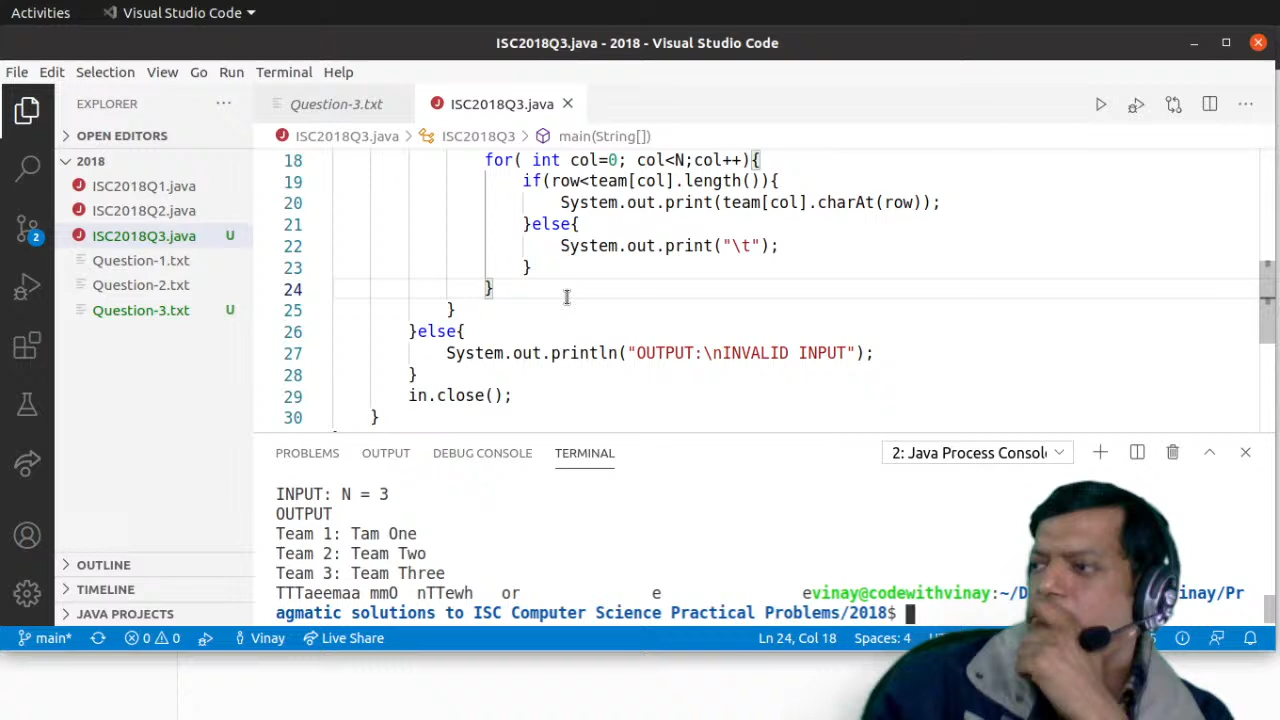 Activities Visual Studio Code
ISC2018Q3.java - 2018 - Visual Studio Code
File Edit Selection View Go Run Terminal Help
EXPLORER Question-3.txt ISC2018Q3.java
OPEN EDITORS ISC2018Q3.java > ISC2018Q3 > main(String[])
2018
ISC2018Q1.java
ISC2018Q2.java
ISC2018Q3.java U
Question-1.txt
Question-2.txt
Question-3.txt U
OUTLINE
TIMELINE
JAVA PROJECTS
2
18 for( int col=0; col<N;col++){
19 if(row<team[col].length()){
20 System.out.print(team[col].charAt(row));
21 }else{
22 System.out.print("\t");
23 }
24 }
25 }
26 }else{
27 System.out.println("OUTPUT:\nINVALID INPUT");
28 }
29 in.close();
30 }
PROBLEMS OUTPUT DEBUG CONSOLE TERMINAL 2: Java Process Consol
INPUT: N = 3
OUTPUT
Team 1: Tam One
Team 2: Team Two
Team 3: Team Three
TTTaeemaa mmO  nTTewh   or                  e                   evinay@codewithvinay:~/D inay/Pr
agmatic solutions to ISC Computer Science Practical Problems/2018$
main* 0 0 Vinay Live Share Ln 24, Col 18 Spaces: 4